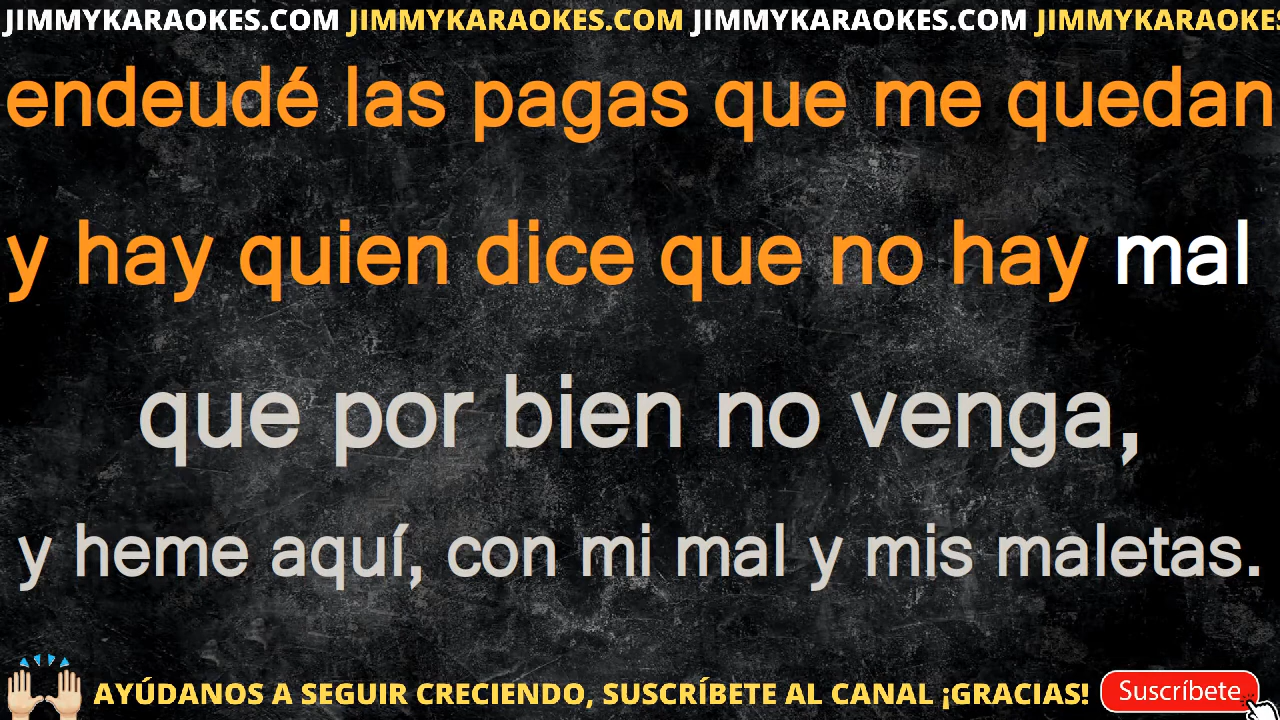 JIMMYKARAOKES.COM JIMMYKARAOKES.COM JIMMYKARAOKES.COM JIMMYKARAOKES
endeudé las pagas que me quedan
y hay quien dice que no hay mal
que por bien no venga,
y heme aquí, con mi mal y mis maletas.
AYÚDANOS A SEGUIR CRECIENDO, SUSCRÍBETE AL CANAL ¡GRACIAS! Suscríbete